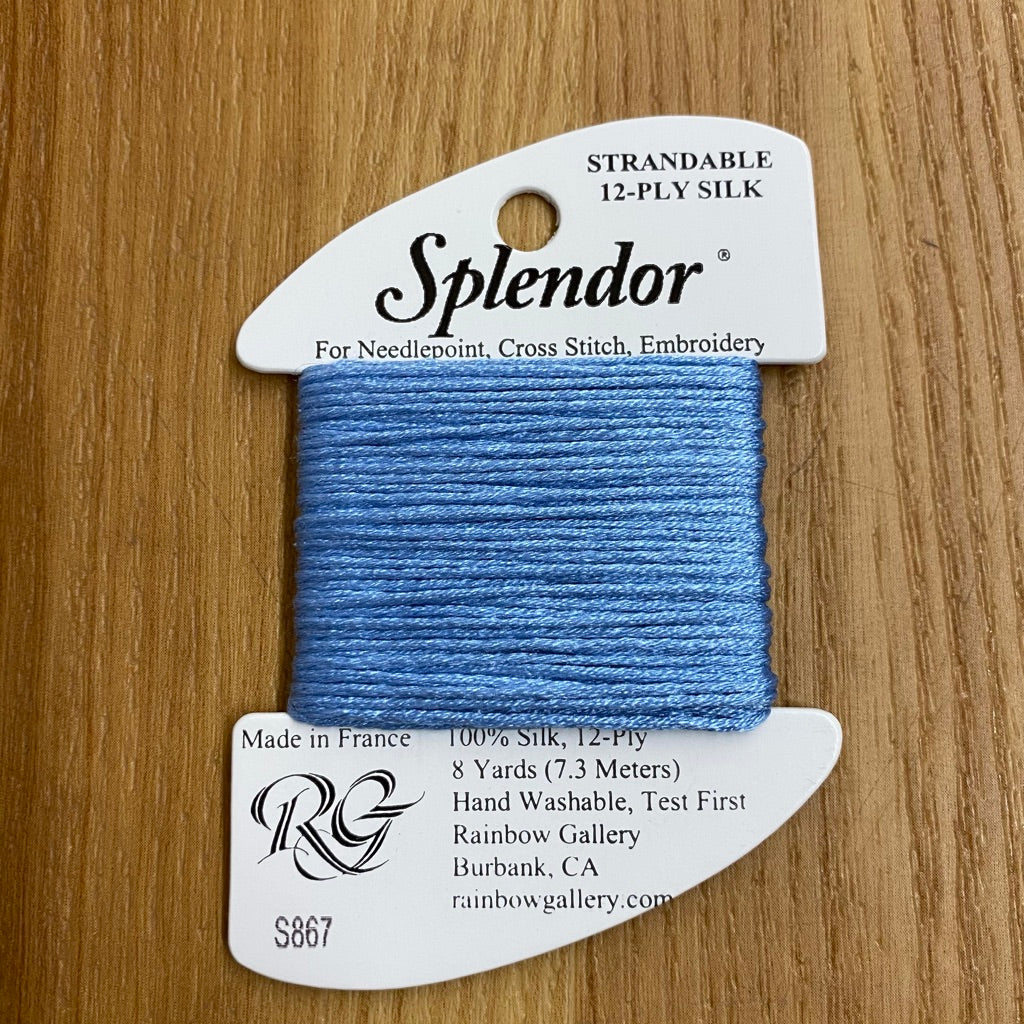 STRANDABLE
12-PLY SILK
Splendor ®
For Needlepoint, Cross Stitch, Embroidery
Made in France
100% Silk, 12-Ply
8 Yards (7.3 Meters)
Hand Washable, Test First
Rainbow Gallery
Burbank, CA
rainbowgallery.com
RG
S867